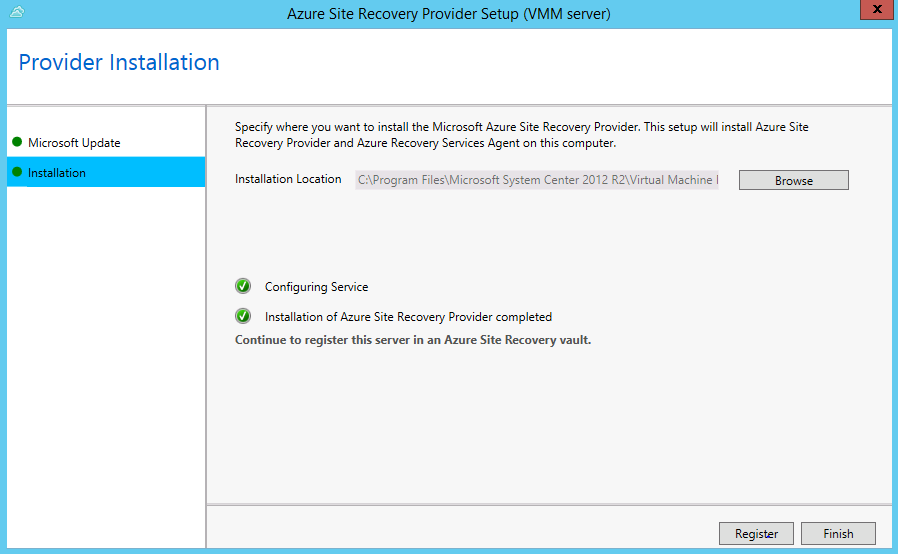 Azure Site Recovery Provider Setup (VMM server)
x
Provider Installation
Microsoft Update
Installation
Specify where you want to install the Microsoft Azure Site Recovery Provider. This setup will install Azure Site
Recovery Provider and Azure Recovery Services Agent on this computer.
Installation Location C:\Program Files\Microsoft System Center 2012 R2\Virtual Machine Browse
Configuring Service
Installation of Azure Site Recovery Provider completed
Continue to register this server in an Azure Site Recovery vault.
Register Finish